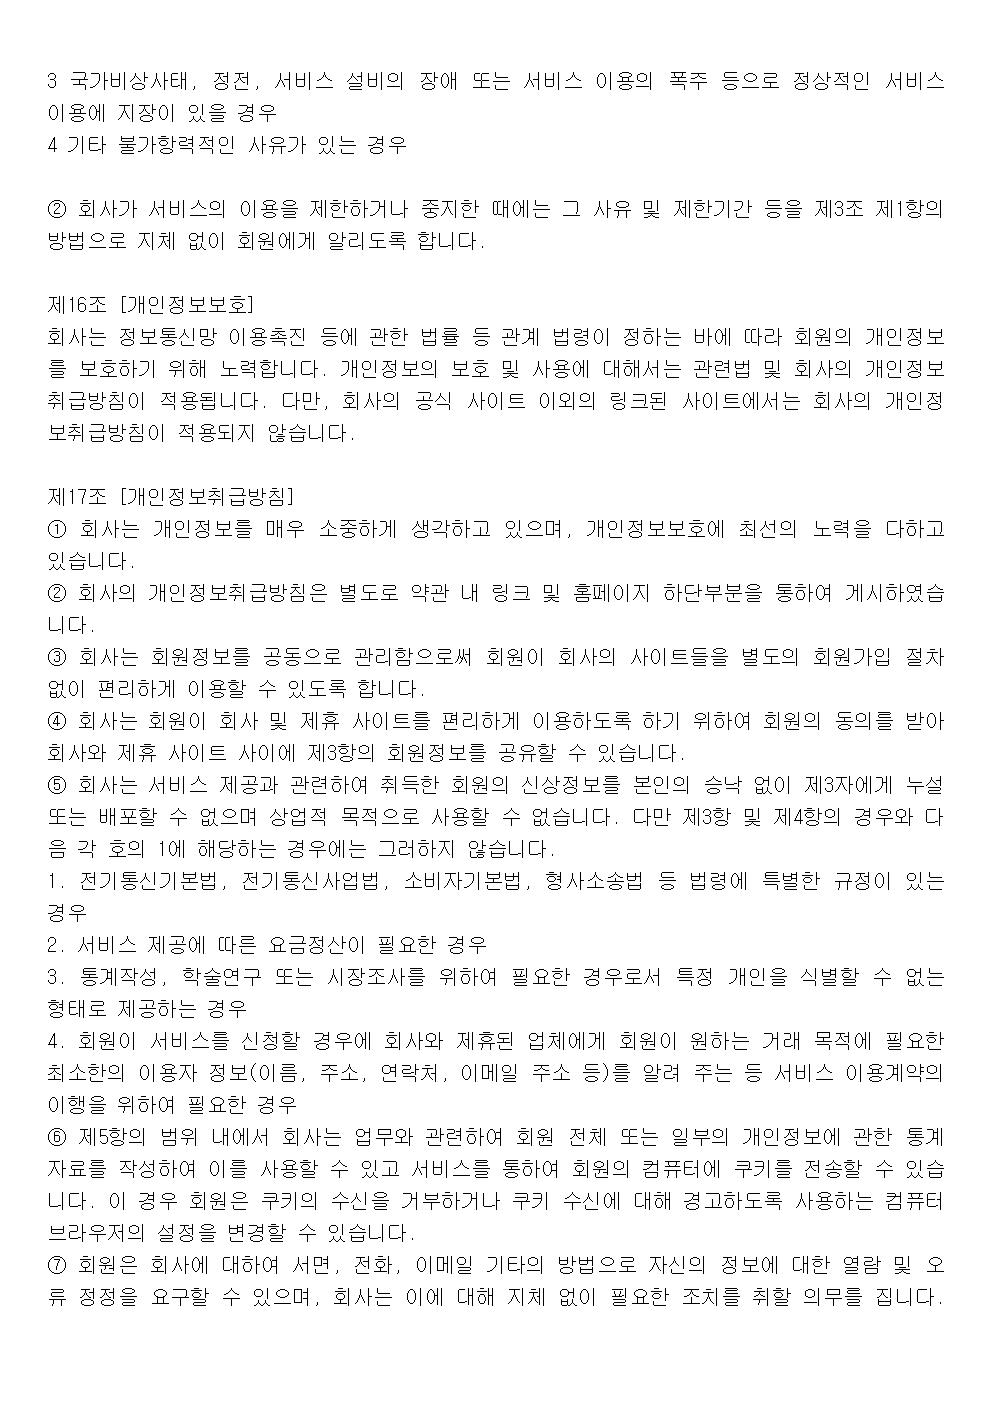 3 국가비상사태, 정전, 서비스 설비의 장애 또는 서비스 이용의 폭주 등으로 정상적인 서비스
이용에 지장이 있을 경우
4 기타 불가항력적인 사유가 있는 경우
② 회사가 서비스의 이용을 제한하거나 중지한 때에는 그 사유 및 제한기간 등을 제3조 제1항의
방법으로 지체 없이 회원에게 알리도록 합니다.
제16조 [개인정보보호]
회사는 정보통신망 이용촉진 등에 관한 법률 등 관계 법령이 정하는 바에 따라 회원의 개인정보
를 보호하기 위해 노력합니다. 개인정보의 보호 및 사용에 대해서는 관련법 및 회사의 개인정보
취급방침이 적용됩니다. 다만, 회사의 공식 사이트 이외의 링크된 사이트에서는 회사의 개인정
보취급방침이 적용되지 않습니다.
제17조 [개인정보취급방침]
① 회사는 개인정보를 매우 소중하게 생각하고 있으며, 개인정보보호에 최선의 노력을 다하고
있습니다.
② 회사의 개인정보취급방침은 별도로 약관 내 링크 및 홈페이지 하단부분을 통하여 게시하였습
니다.
③ 회사는 회원정보를 공동으로 관리함으로써 회원이 회사의 사이트들을 별도의 회원가입 절차
없이 편리하게 이용할 수 있도록 합니다.
④ 회사는 회원이 회사 및 제휴 사이트를 편리하게 이용하도록 하기 위하여 회원의 동의를 받아
회사와 제휴 사이트 사이에 제3항의 회원정보를 공유할 수 있습니다.
⑤ 회사는 서비스 제공과 관련하여 취득한 회원의 신상정보를 본인의 승낙 없이 제3자에게 누설
또는 배포할 수 없으며 상업적 목적으로 사용할 수 없습니다. 다만 제3항 및 제4항의 경우와 다
음 각 호의 1에 해당하는 경우에는 그러하지 않습니다.
1. 전기통신기본법, 전기통신사업법, 소비자기본법, 형사소송법 등 법령에 특별한 규정이 있는
경우
2. 서비스 제공에 따른 요금정산이 필요한 경우
3. 통계작성, 학술연구 또는 시장조사를 위하여 필요한 경우로서 특정 개인을 식별할 수 없는
형태로 제공하는 경우
4. 회원이 서비스를 신청할 경우에 회사와 제휴된 업체에게 회원이 원하는 거래 목적에 필요한
최소한의 이용자 정보(이름, 주소, 연락처, 이메일 주소 등)를 알려 주는 등 서비스 이용계약의
이행을 위하여 필요한 경우
⑥ 제5항의 범위 내에서 회사는 업무와 관련하여 회원 전체 또는 일부의 개인정보에 관한 통계
자료를 작성하여 이를 사용할 수 있고 서비스를 통하여 회원의 컴퓨터에 쿠키를 전송할 수 있습
니다. 이 경우 회원은 쿠키의 수신을 거부하거나 쿠키 수신에 대해 경고하도록 사용하는 컴퓨터
브라우저의 설정을 변경할 수 있습니다.
⑦ 회원은 회사에 대하여 서면, 전화, 이메일 기타의 방법으로 자신의 정보에 대한 열람 및 오
류 정정을 요구할 수 있으며, 회사는 이에 대해 지체 없이 필요한 조치를 취할 의무를 집니다.